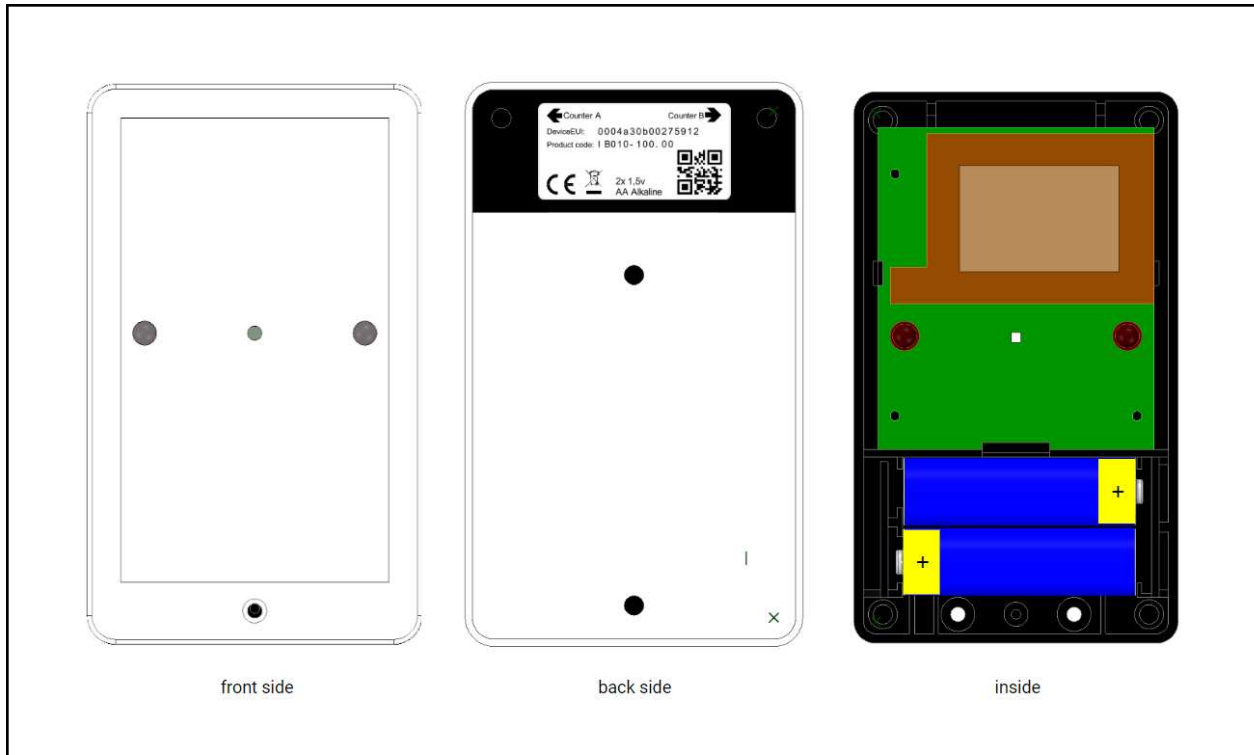 Counter A Counter B
DeviceEUI: 0004a30b00275912
Product code: I B010-100. 00
CE 2x 1,5v
AA Alkaline
+
+
front side back side inside